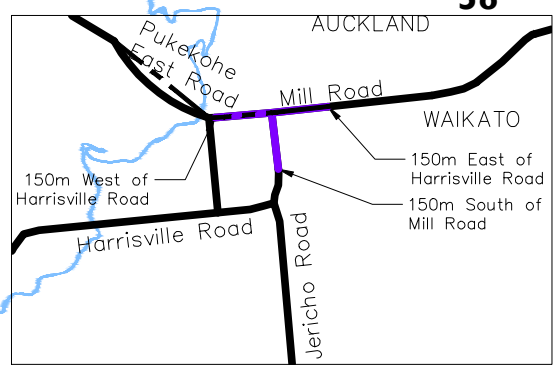 AUCKLAND
Pukekohe
East Road
Mill Road
WAIKATO
150m East of
Harrisville Road
150m West of
Harrisville Road
150m South of
Mill Road
Harrisville Road
Jericho Road